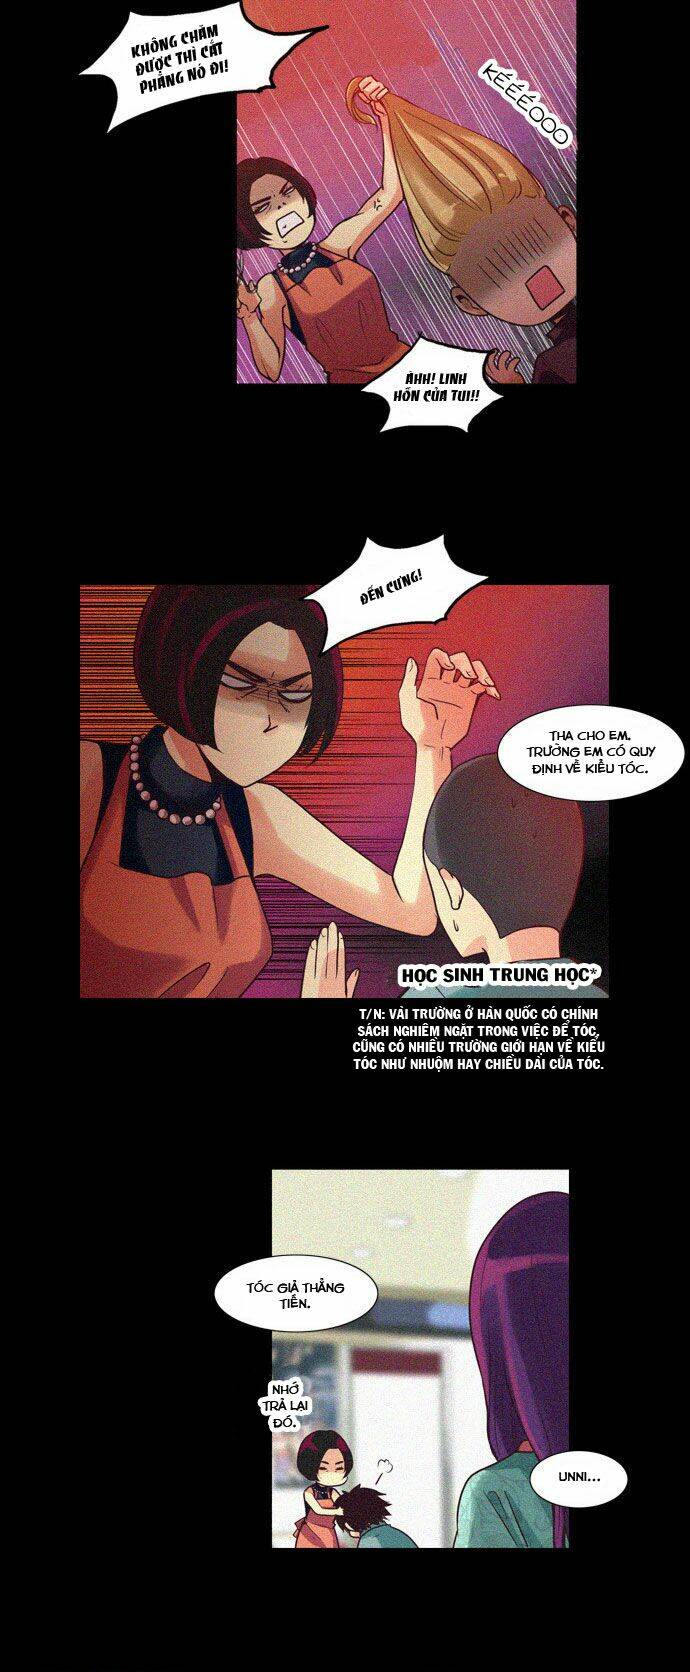 KHÔNG CHĂM
ĐƯỢC THÌ CẮT
PHẲNG NÓ ĐI!
KÉÉÉOOO
ÀHH! LINH
HỒN CỦA TUI!!
ĐẾN CƯNG!
THA CHO EM.
TRƯỜNG EM CÓ QUY
ĐỊNH VỀ KIỂU TÓC.
HỌC SINH TRUNG HỌC*
T/N: VÀI TRƯỜNG Ở HÀN QUỐC CÓ CHÍNH
SÁCH NGHIÊM NGẶT TRONG VIỆC ĐỂ TÓC,
CŨNG CÓ NHIỀU TRƯỜNG GIỚI HẠN VỀ KIỂU
TÓC NHƯ NHUỘM HAY CHIỀU DÀI CỦA TÓC.
TÓC GIẢ THẲNG
TIẾN.
NHỚ
TRẢ LẠI
ĐÓ.
UNNI...